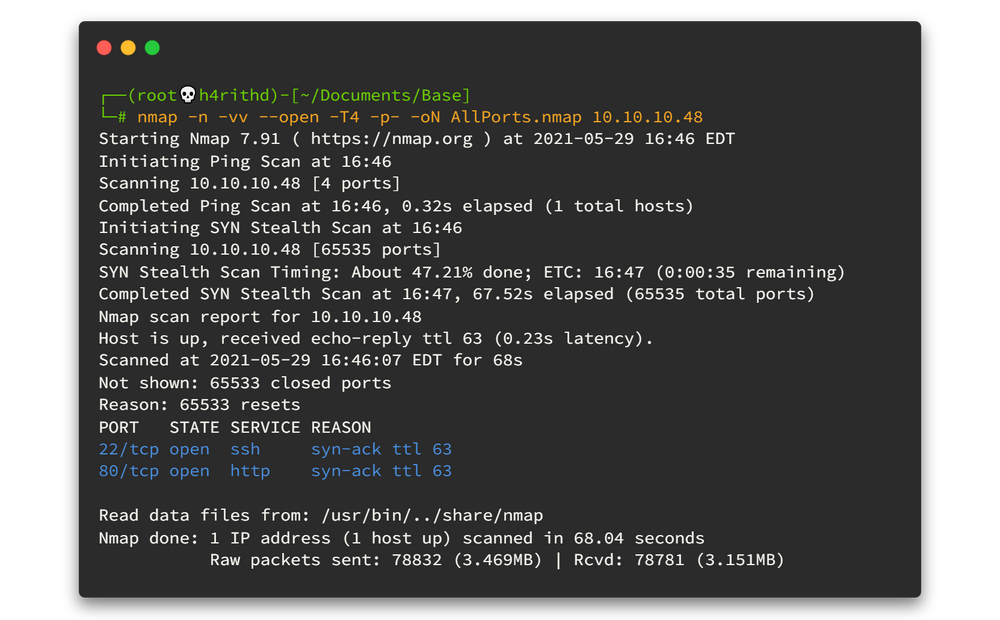 ┌──(root💀h4rithd)-[~/Documents/Base]
└─# nmap -n -vv --open -T4 -p- -oN AllPorts.nmap 10.10.10.48
Starting Nmap 7.91 ( https://nmap.org ) at 2021-05-29 16:46 EDT
Initiating Ping Scan at 16:46
Scanning 10.10.10.48 [4 ports]
Completed Ping Scan at 16:46, 0.32s elapsed (1 total hosts)
Initiating SYN Stealth Scan at 16:46
Scanning 10.10.10.48 [65535 ports]
SYN Stealth Scan Timing: About 47.21% done; ETC: 16:47 (0:00:35 remaining)
Completed SYN Stealth Scan at 16:47, 67.52s elapsed (65535 total ports)
Nmap scan report for 10.10.10.48
Host is up, received echo-reply ttl 63 (0.23s latency).
Scanned at 2021-05-29 16:46:07 EDT for 68s
Not shown: 65533 closed ports
Reason: 65533 resets
PORT   STATE SERVICE REASON
22/tcp open  ssh     syn-ack ttl 63
80/tcp open  http    syn-ack ttl 63
Read data files from: /usr/bin/../share/nmap
Nmap done: 1 IP address (1 host up) scanned in 68.04 seconds
           Raw packets sent: 78832 (3.469MB) | Rcvd: 78781 (3.151MB)